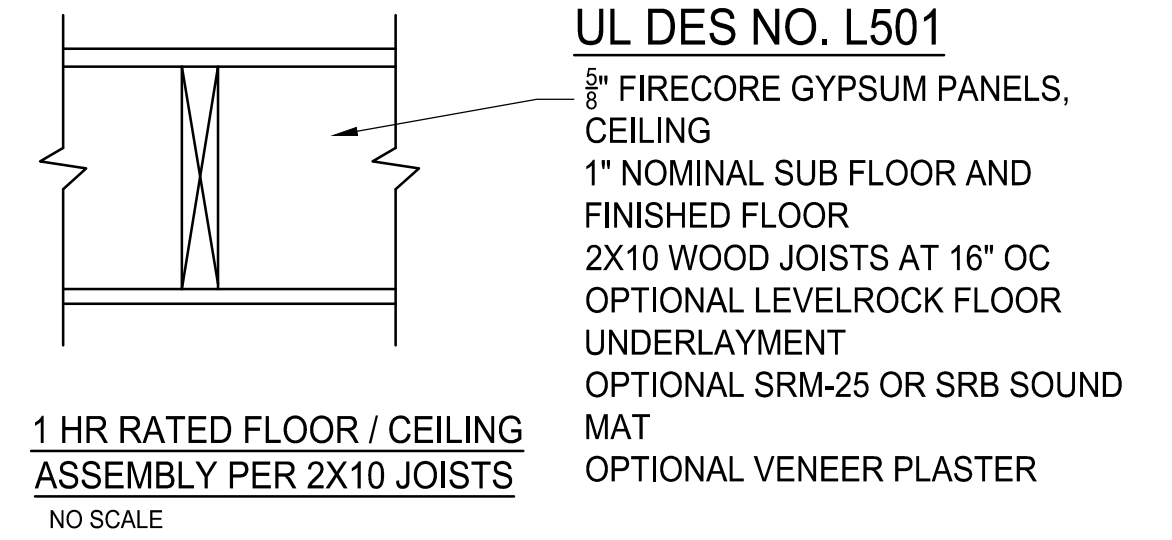 UL DES NO. L501
5/8" FIRECORE GYPSUM PANELS,
CEILING
1" NOMINAL SUB FLOOR AND
FINISHED FLOOR
2X10 WOOD JOISTS AT 16" OC
OPTIONAL LEVELROCK FLOOR
UNDERLAYMENT
OPTIONAL SRM-25 OR SRB SOUND
MAT
OPTIONAL VENEER PLASTER
1 HR RATED FLOOR / CEILING
ASSEMBLY PER 2X10 JOISTS
NO SCALE